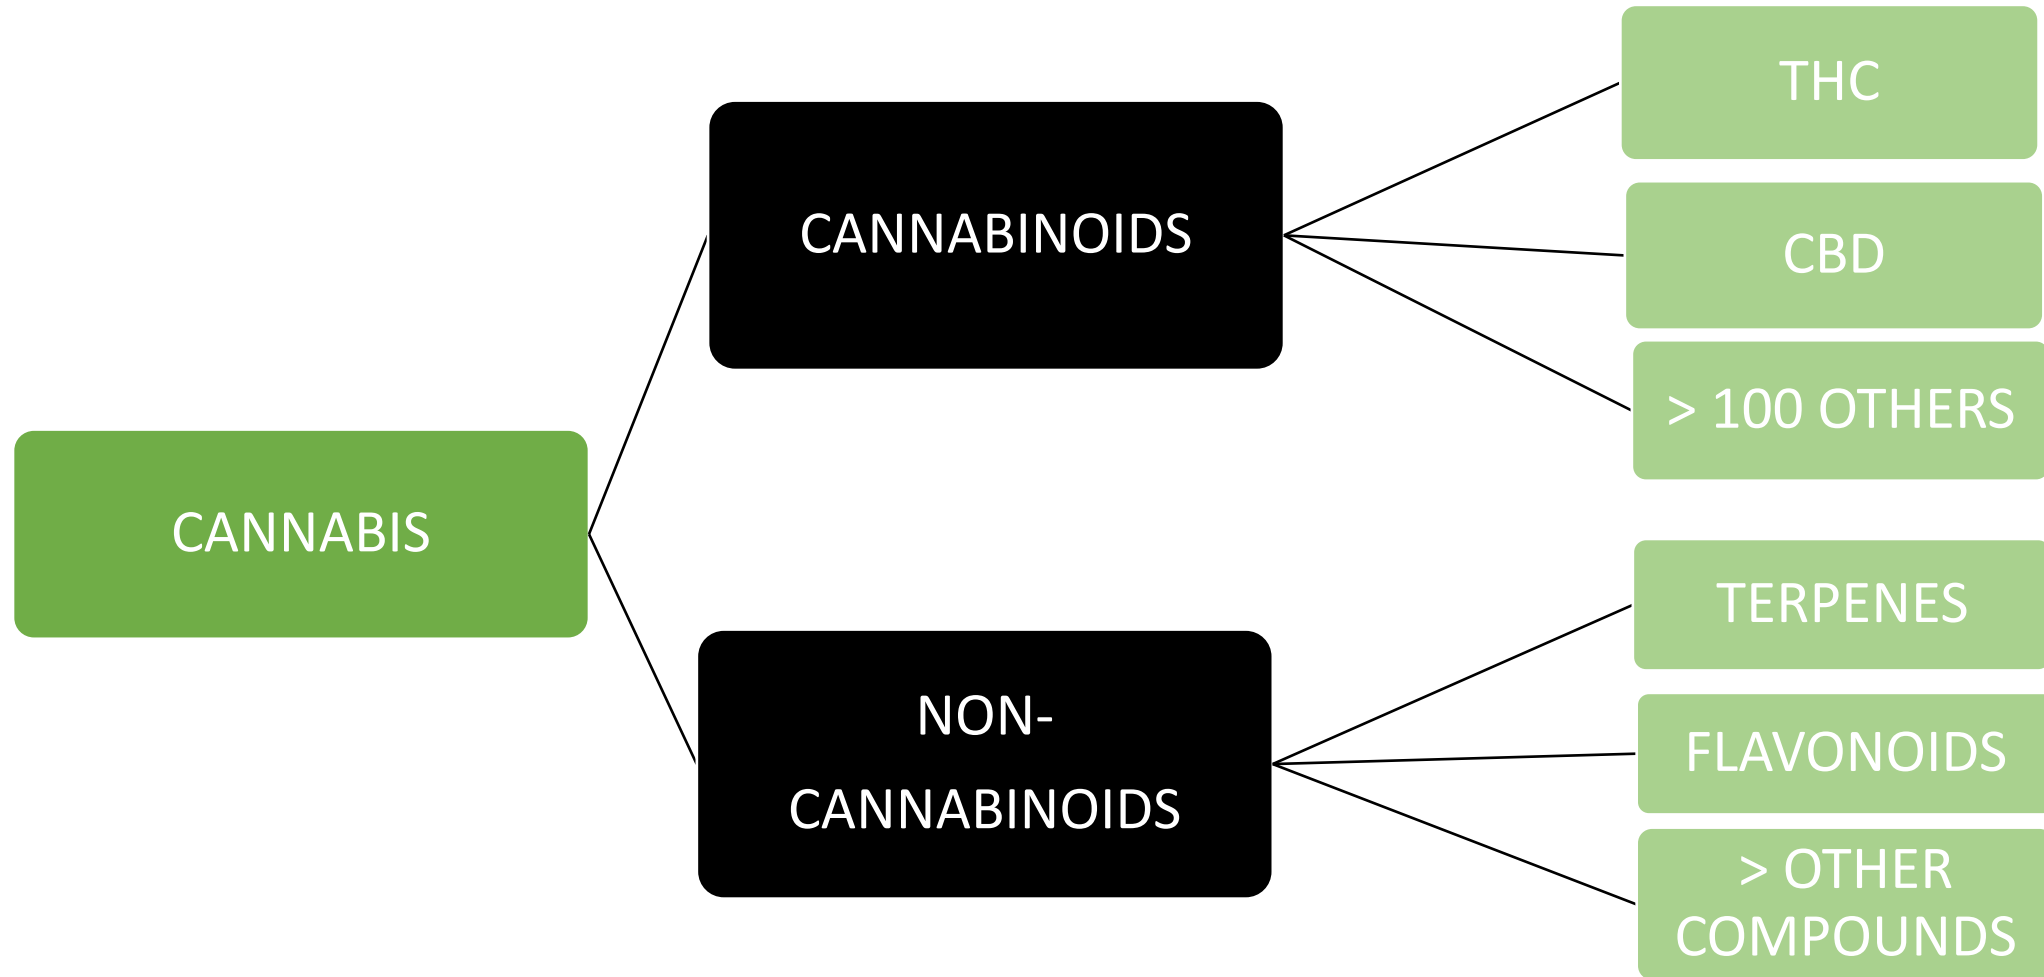 CANNABIS
CANNABINOIDS
THC
CBD
> 100 OTHERS
NON-
CANNABINOIDS
TERPENES
FLAVONOIDS
> OTHER
COMPOUNDS